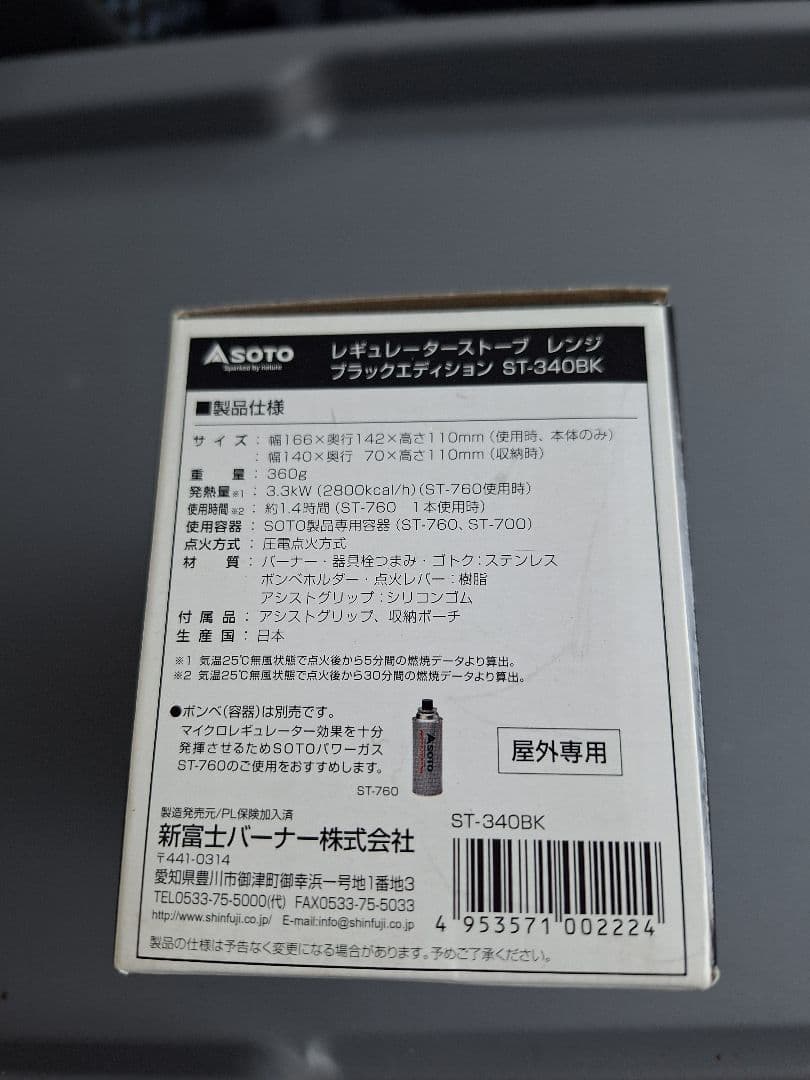 SOTO
Sparked by nature
レギュレーターストーブ レンジ
ブラックエディション ST-340BK
■製品仕様
サイズ：幅166×奥行142×高さ110mm（使用時、本体のみ）
：幅140×奥行 70×高さ110mm（収納時）
重量：360g
発熱量※1：3.3kW（2800kcal/h）（ST-760使用時）
使用時間※2：約1.4時間（ST-760 1本使用時）
使用容器：SOTO製品専用容器（ST-760、ST-700）
点火方式：圧電点火方式
材質：バーナー・器具栓つまみ・ゴトク：ステンレス
ボンベホルダー・点火レバー：樹脂
アシストグリップ：シリコンゴム
付属品：アシストグリップ、収納ポーチ
生産国：日本
※1 気温25℃無風状態で点火後から5分間の燃焼データより算出。
※2 気温25℃無風状態で点火後から30分間の燃焼データより算出。
●ボンベ（容器）は別売です。
マイクロレギュレーター効果を十分
発揮させるためSOTOパワーガス
ST-760のご使用をおすすめします。
SOTO
ST-760
屋外専用
製造発売元/PL保険加入済
新富士バーナー株式会社
〒441-0314
愛知県豊川市御津町御幸浜一号地1番地3
TEL0533-75-5000（代） FAX0533-75-5033
http://www.shinfuji.co.jp/ E-mail:info@shinfuji.co.jp
製品の仕様は予告なく変更になる場合があります。予めご了承ください。
ST-340BK
4 953571 002224